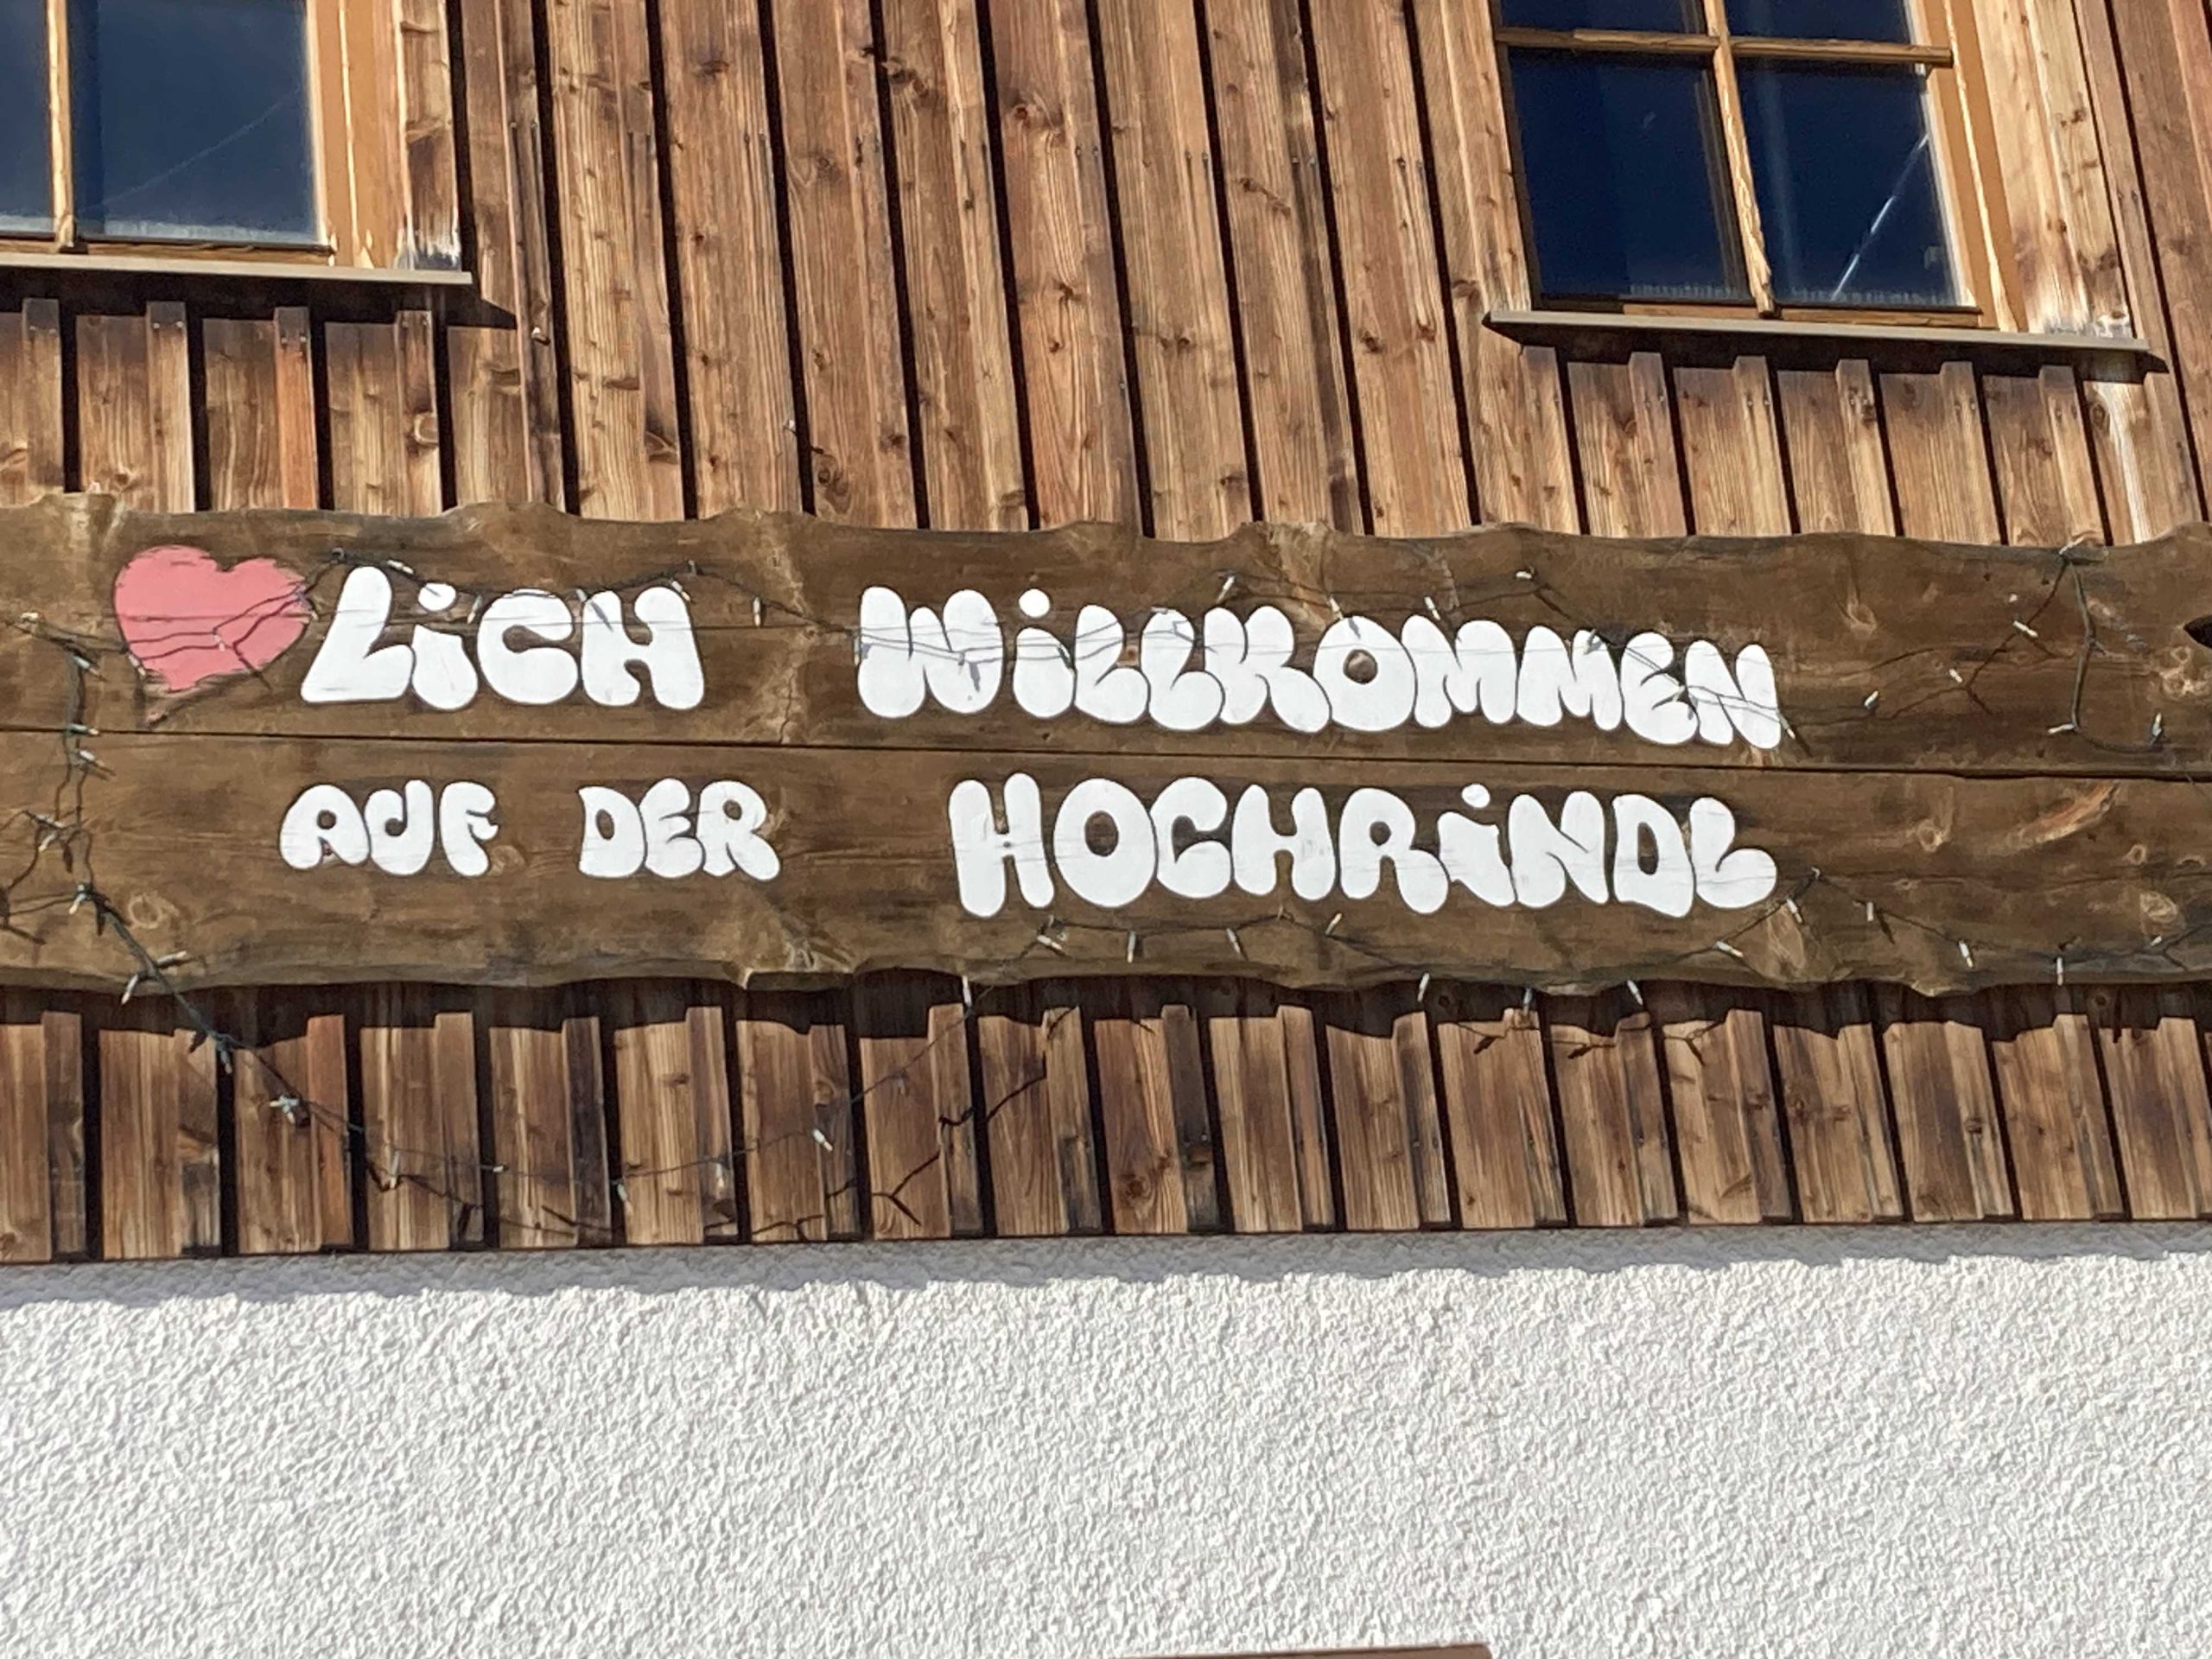 ❤LiCH WiLLKOMMEN
AUF DER HOCHRiNDL